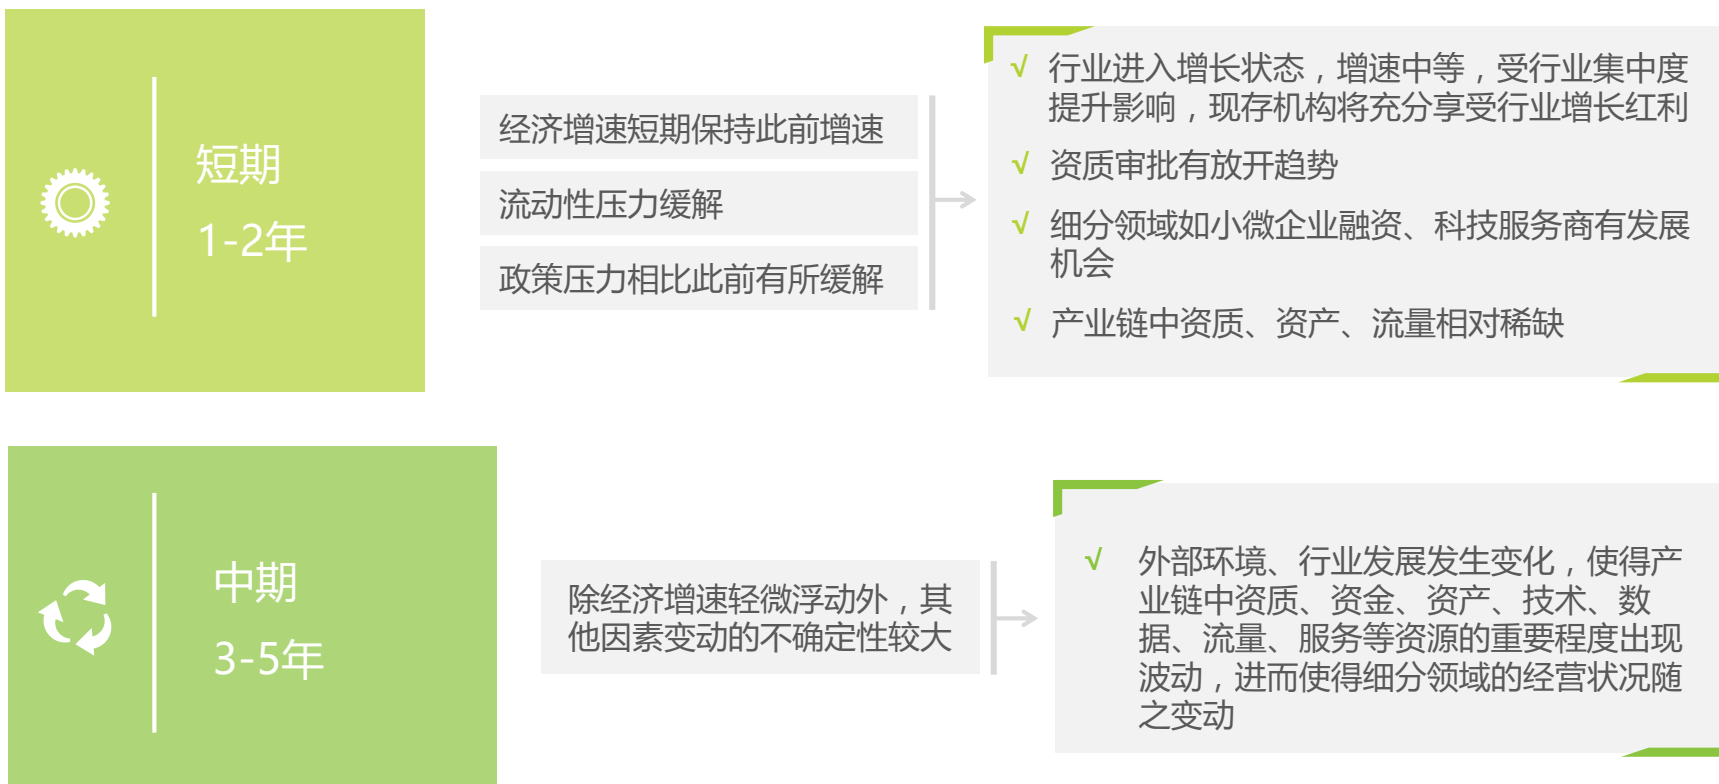 短期
1-2年
经济增速短期保持此前增速
流动性压力缓解
政策压力相比此前有所缓解
√ 行业进入增长状态，增速中等，受行业集中度
提升影响，现存机构将充分享受行业增长红利
√ 资质审批有放开趋势
√ 细分领域如小微企业融资、科技服务商有发展
机会
√ 产业链中资质、资产、流量相对稀缺
中期
3-5年
除经济增速轻微浮动外，其
他因素变动的不确定性较大
√ 外部环境、行业发展发生变化，使得产
业链中资质、资金、资产、技术、数
据、流量、服务等资源的重要程度出现
波动，进而使得细分领域的经营状况随
之变动